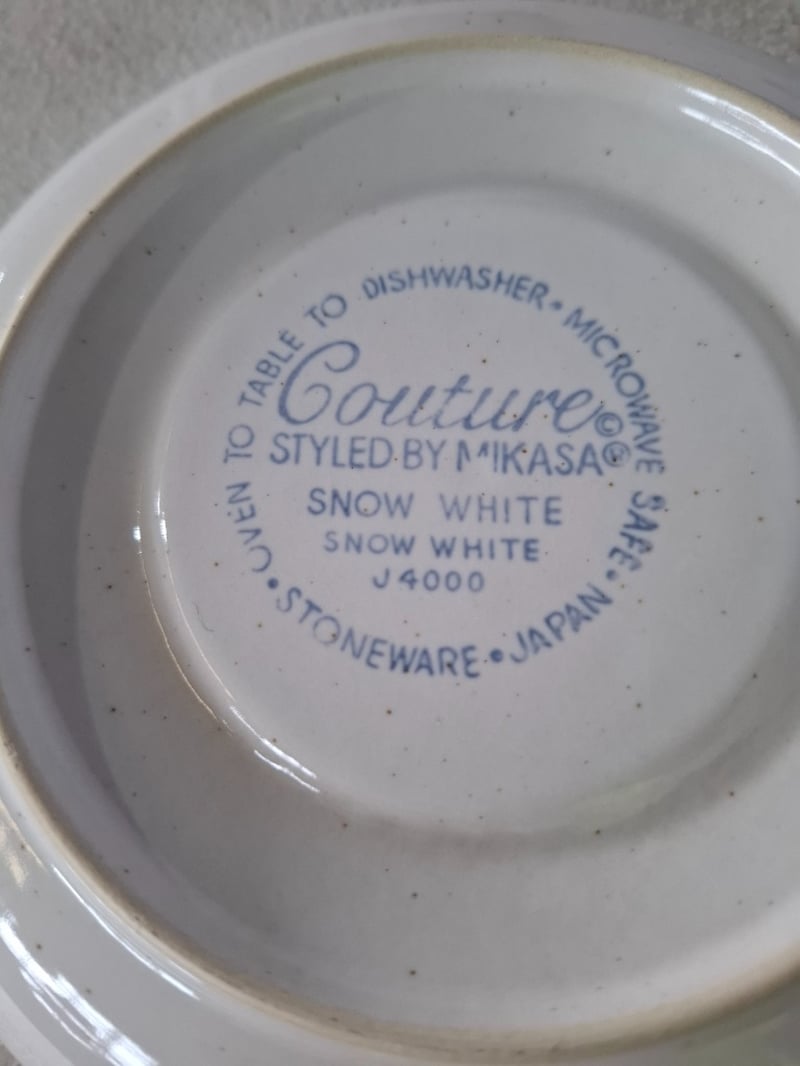 OVEN TO TABLE TO DISHWASHER • MICROWAVE SAFE •
Couture©
STYLED BY MIKASA®
SNOW WHITE
SNOW WHITE
J4000
• STONEWARE • JAPAN